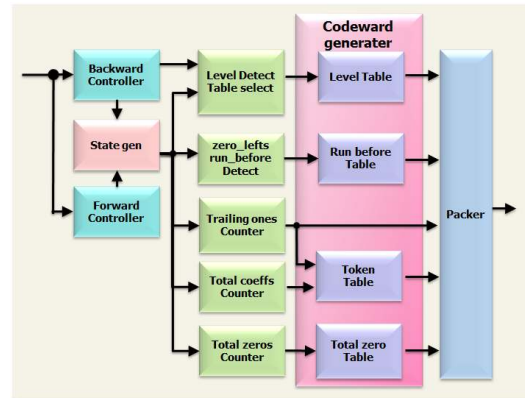 Codeward
generater
Backward
Controller
Level Detect
Table select
Level Table
State gen
zero_lefts
run_before
Detect
Run before
Table
Forward
Controller
Trailing ones
Counter
Packer
Total coeffs
Counter
Token
Table
Total zeros
Counter
Total zero
Table